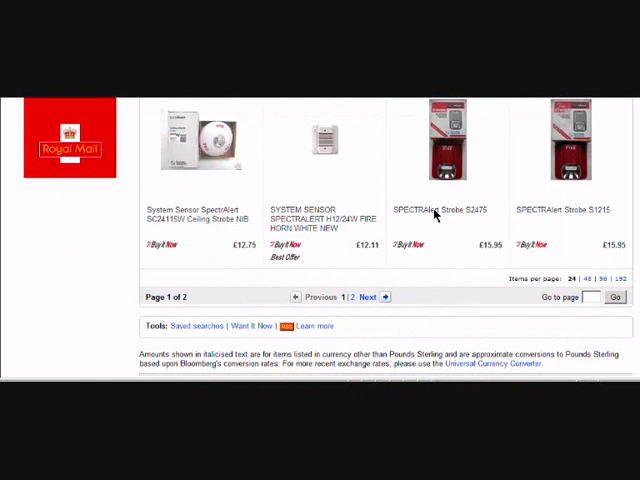 Royal Mail
System Sensor SpectrAlert
SC24115W Ceiling Strobe NIB
SYSTEM SENSOR
SPECTRALERT H12/24W FIRE
HORN WHITE NEW
SPECTRAlert Strobe S2475
SPECTRAlert Strobe S1215
Buy It Now £12.75
Buy It Now £12.11
Best Offer
Buy It Now £15.95
Buy It Now £15.95
Items per page: 24 | 48 | 96 | 192
Page 1 of 2
Previous 1 | 2 Next
Go to page Go
Tools: Saved searches | Want It Now | RSS Learn more
Amounts shown in italicised text are for items listed in currency other than Pounds Sterling and are approximate conversions to Pounds Sterling
based upon Bloomberg's conversion rates. For more recent exchange rates, please use the Universal Currency Converter.